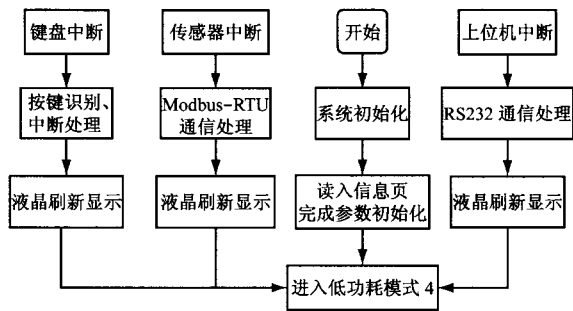 键盘中断
传感器中断
开始
上位机中断
按键识别、
中断处理
Modbus-RTU
通信处理
系统初始化
RS232 通信处理
液晶刷新显示
液晶刷新显示
读入信息页
完成参数初始化
液晶刷新显示
进入低功耗模式 4